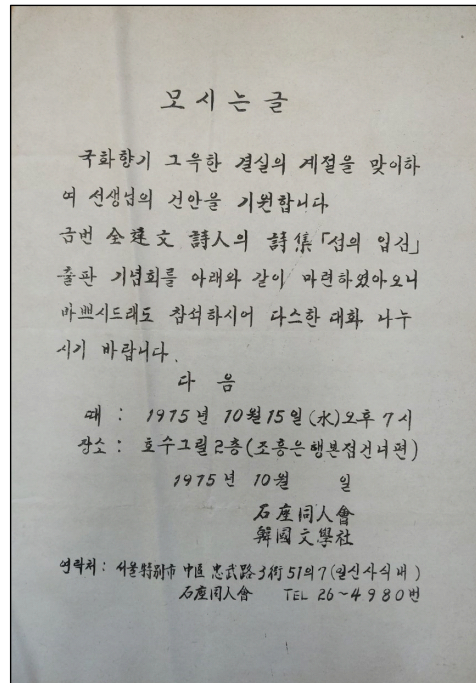 모시는 글
국화향기 그윽한 결실의 계절을 맞이하
여 선생님의 건안을 기원합니다
금번 全達文 詩人의 詩集「섬의 입김」
출판 기념회를 아래와 같이 마련하였아오니
바쁘시드래도 참석하시어 다스한 대화 나누
시기 바랍니다.
다 음
때 : 1975년 10월 15일 (水) 오후 7시
장소 : 호수그릴 2층 (조흥은행본점건너편)
1975년 10월 일
石座同人會
韓國文學社
연락처 : 서울特別市 中區 忠武路 3街 51의 7 (일신사식내)
石座同人會 TEL 26~4980번